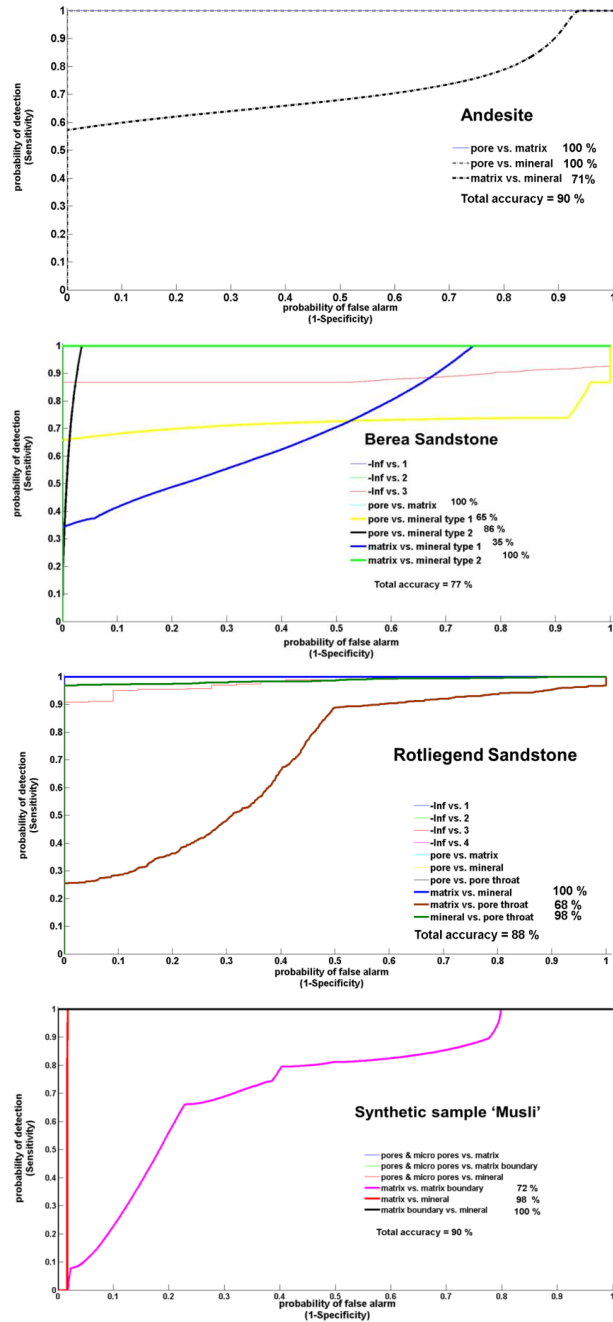 1
0.9
0.8
0.7
0.6
0.5
0.4
0.3
0.2
0.1
0
probability of detection
(Sensitivity)
Andesite
pore vs. matrix 100 %
pore vs. mineral 100 %
matrix vs. mineral 71%
Total accuracy = 90 %
0 0.1 0.2 0.3 0.4 0.5 0.6 0.7 0.8 0.9 1
probability of false alarm
(1-Specificity)
1
0.9
0.8
0.7
0.6
0.5
0.4
0.3
0.2
0.1
0
probability of detection
(Sensitivity)
Berea Sandstone
-Inf vs. 1
-Inf vs. 2
-Inf vs. 3
pore vs. matrix 100 %
pore vs. mineral type 1 65 %
pore vs. mineral type 2 86 %
matrix vs. mineral type 1 35 %
matrix vs. mineral type 2 100 %
Total accuracy = 77 %
0 0.1 0.2 0.3 0.4 0.5 0.6 0.7 0.8 0.9 1
probability of false alarm
(1-Specificity)
1
0.9
0.8
0.7
0.6
0.5
0.4
0.3
0.2
0.1
0
probability of detection
(Sensitivity)
Rotliegend Sandstone
-Inf vs. 1
-Inf vs. 2
-Inf vs. 3
-Inf vs. 4
pore vs. matrix
pore vs. mineral
pore vs. pore throat
matrix vs. mineral 100 %
matrix vs. pore throat 68 %
mineral vs. pore throat 98 %
Total accuracy = 88 %
0 0.1 0.2 0.3 0.4 0.5 0.6 0.7 0.8 0.9 1
probability of false alarm
(1-Specificity)
1
0.9
0.8
0.7
0.6
0.5
0.4
0.3
0.2
0.1
0
probability of detection
(Sensitivity)
Synthetic sample ‘Musli’
pores & micro pores vs. matrix
pores & micro pores vs. matrix boundary
pores & micro pores vs. mineral
matrix vs. matrix boundary 72 %
matrix vs. mineral 98 %
matrix boundary vs. mineral 100 %
Total accuracy = 90 %
0 0.1 0.2 0.3 0.4 0.5 0.6 0.7 0.8 0.9 1
probability of false alarm
(1-Specificity)